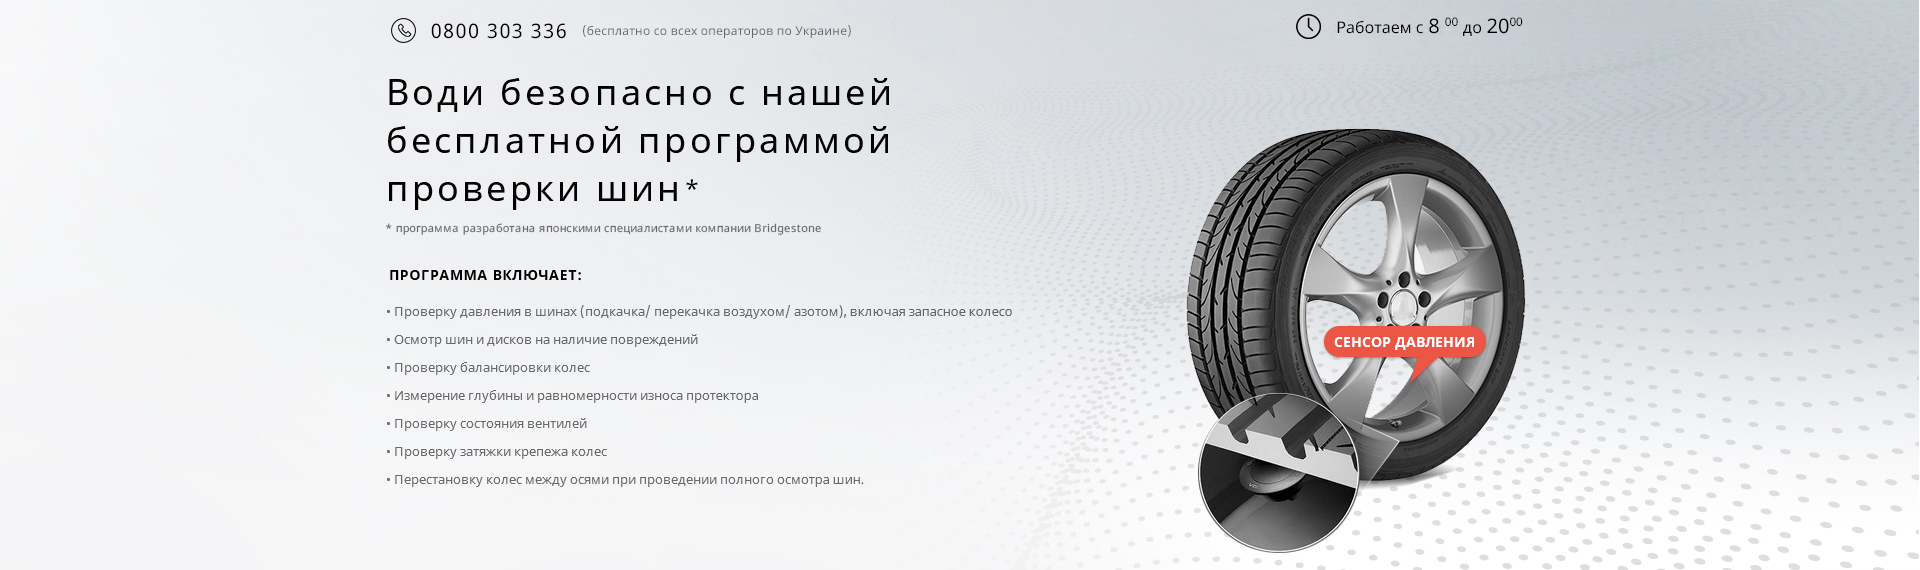 0800 303 336 (бесплатно со всех операторов по Украине)
Работаем с 8 00 до 20 00
Води безопасно с нашей
бесплатной программой
проверки шин*
* программа разработана японскими специалистами компании Bridgestone
ПРОГРАММА ВКЛЮЧАЕТ:
• Проверку давления в шинах (подкачка/ перекачка воздухом/ азотом), включая запасное колесо
• Осмотр шин и дисков на наличие повреждений
• Проверку балансировки колес
• Измерение глубины и равномерности износа протектора
• Проверку состояния вентилей
• Проверку затяжки крепежа колес
• Перестановку колес между осями при проведении полного осмотра шин.
СЕНСОР ДАВЛЕНИЯ